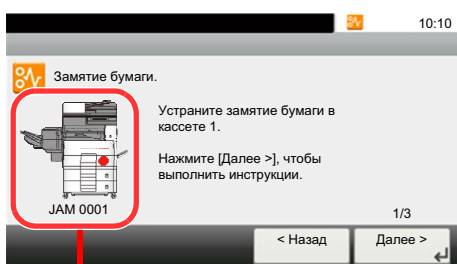 10:10
Замятие бумаги.
Устраните замятие бумаги в
кассете 1.
Нажмите [Далее >], чтобы
выполнить инструкции.
JAM 0001
1/3
< Назад
Далее >